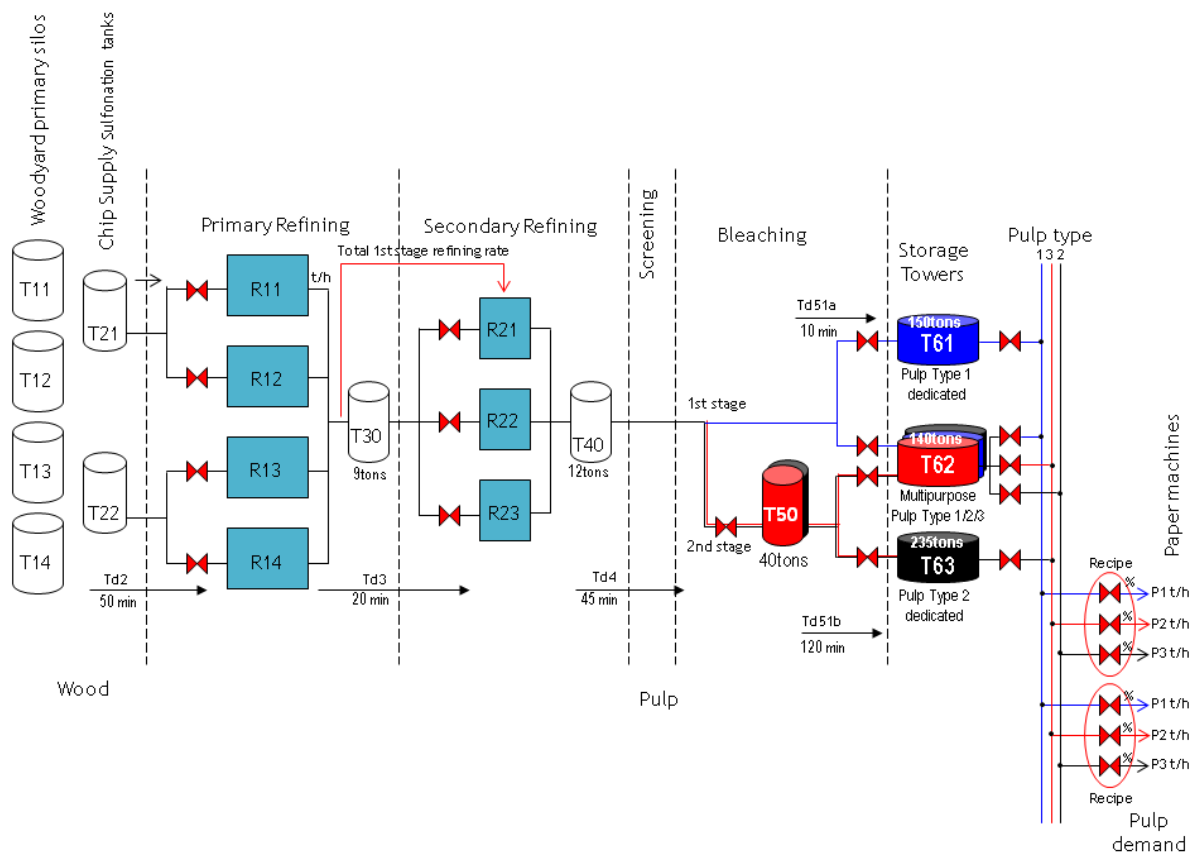 Woodyard primary silos
Chip Supply Sulfonation tanks
Primary Refining
Secondary Refining
Screening
Bleaching
Storage
Towers
Pulp type
1 3 2
Total 1st stage refining rate
T11
T12
T13
T14
T21
T22
t/h
R11
R12
R13
R14
T30
9tons
R21
R22
R23
T40
12tons
Td2
50 min
Td3
20 min
Td4
45 min
1st stage
2nd stage
T50
40tons
Td51a
10 min
Td51b
120 min
150tons
T61
Pulp Type 1
dedicated
140tons
T62
Multipurpose
Pulp Type 1/2/3
235tons
T63
Pulp Type 2
dedicated
Paper machines
Recipe
% P1 t/h
% P2 t/h
% P3 t/h
% P1 t/h
% P2 t/h
% P3 t/h
Recipe
Wood
Pulp
Pulp
demand